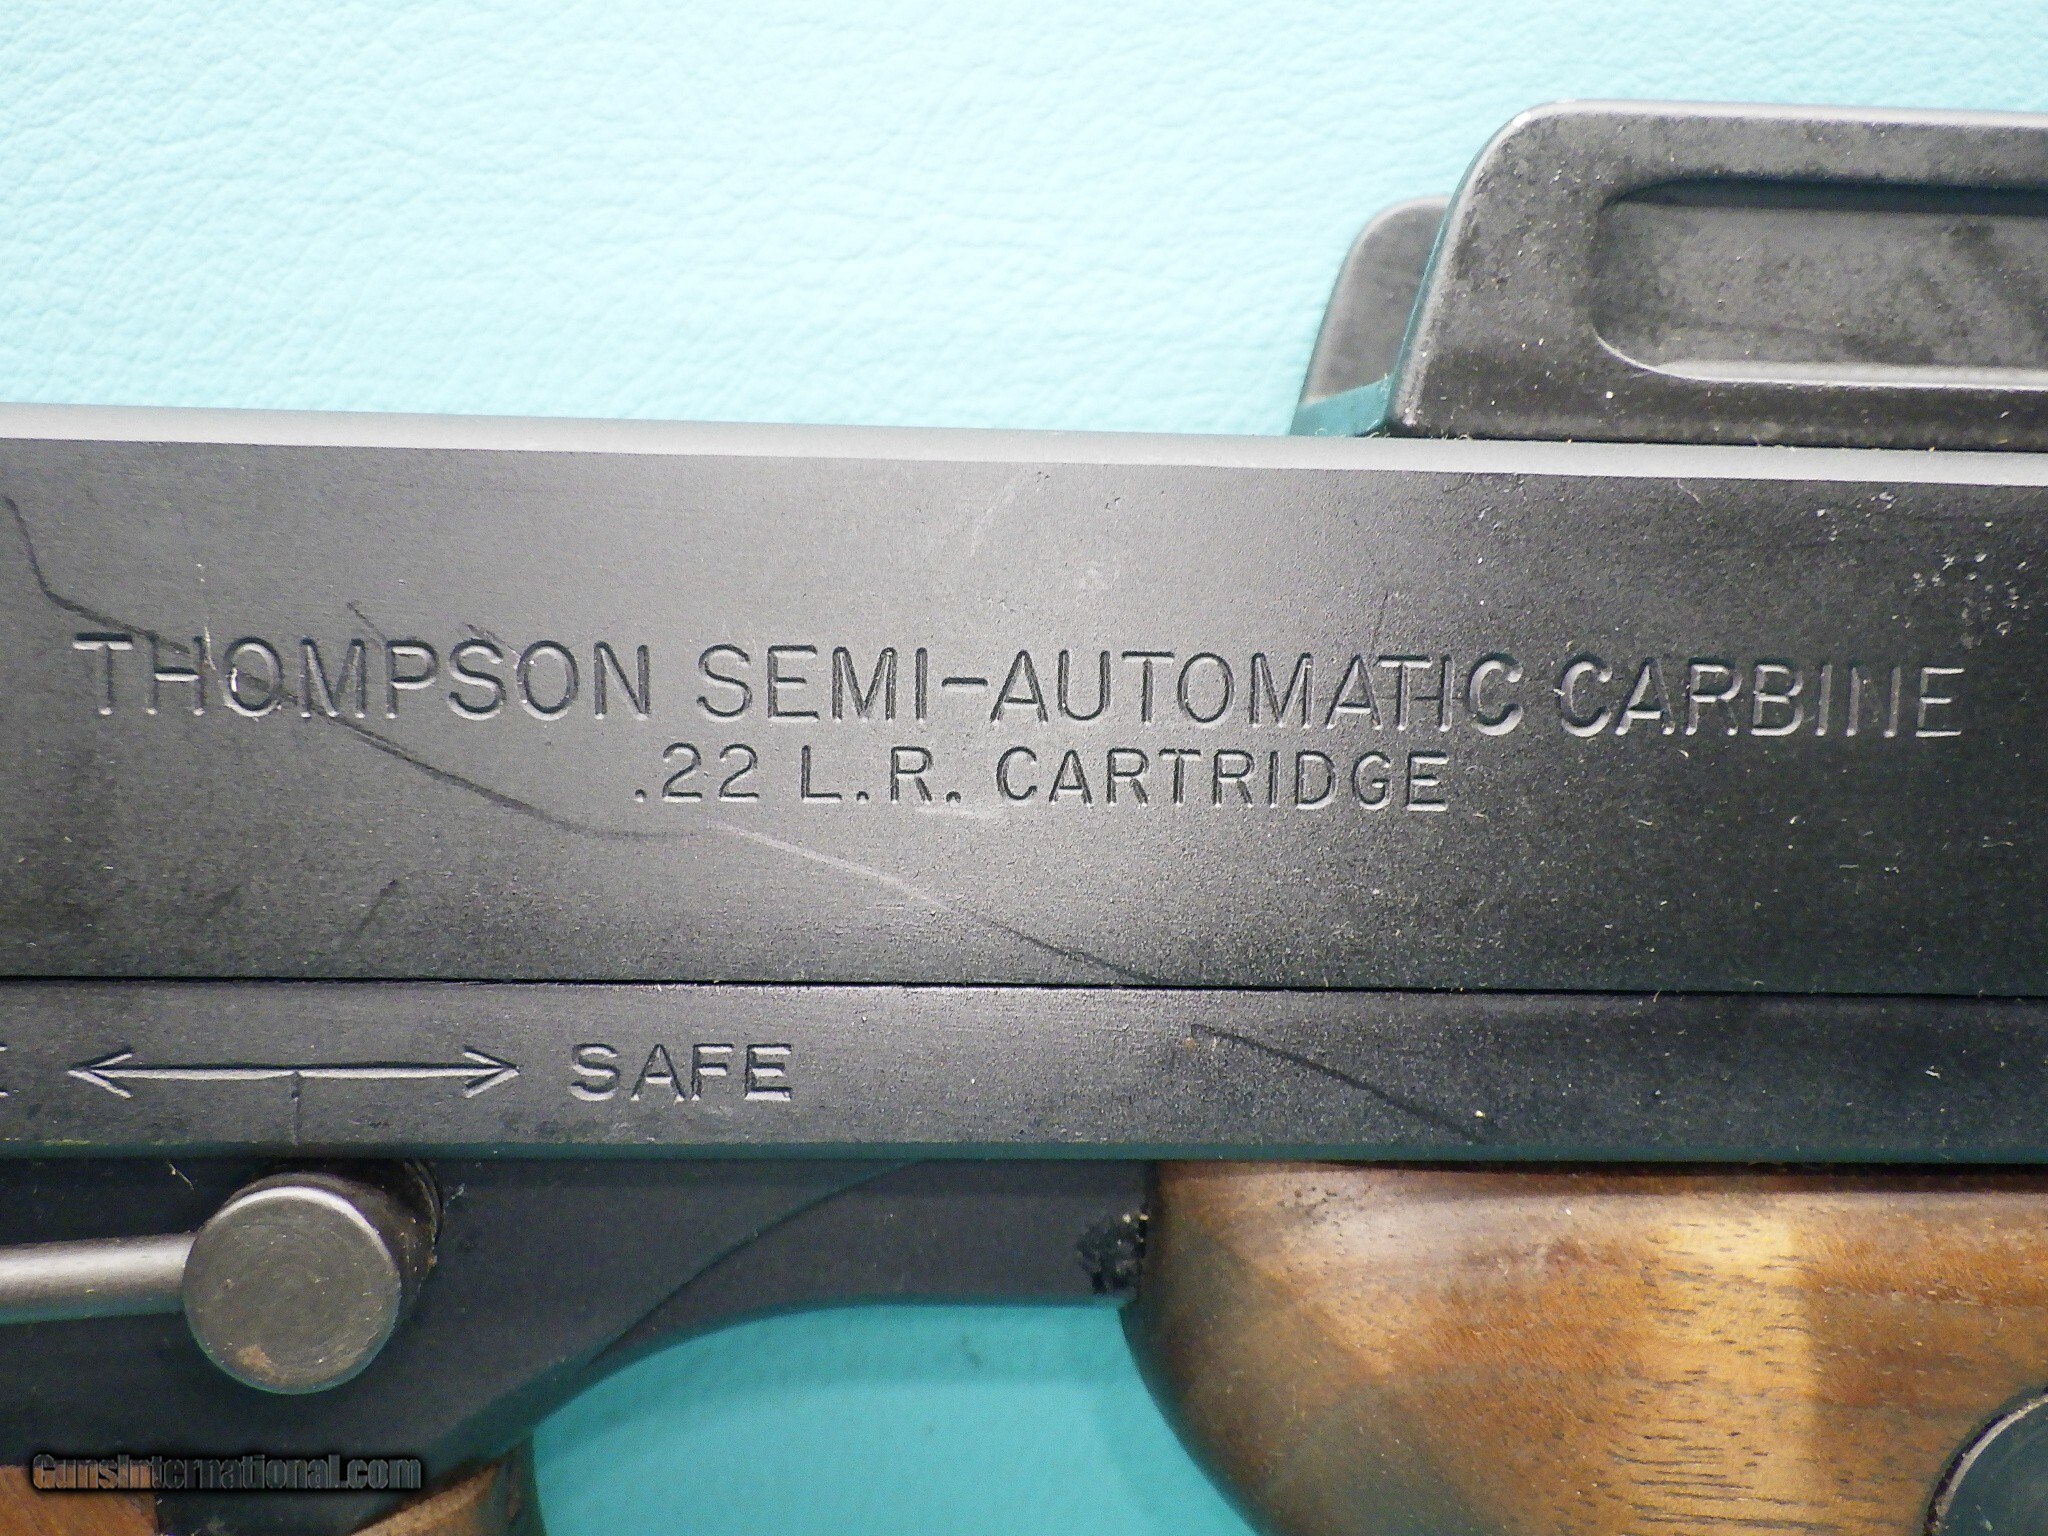 THOMPSON SEMI-AUTOMATIC CARBINE
.22 L.R. CARTRIDGE
SAFE
GunsInternational.com